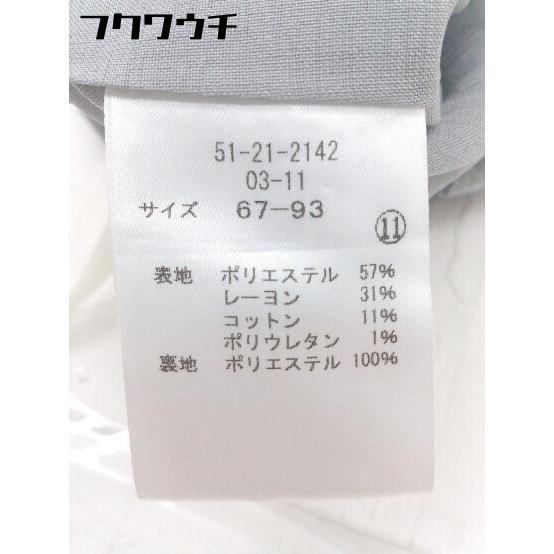 フクワウチ
51-21-2142
03-11
サイズ 67-93
⑪
表地 ポリエステル 57%
レーヨン 31%
コットン 11%
ポリウレタン 1%
裏地 ポリエステル 100%